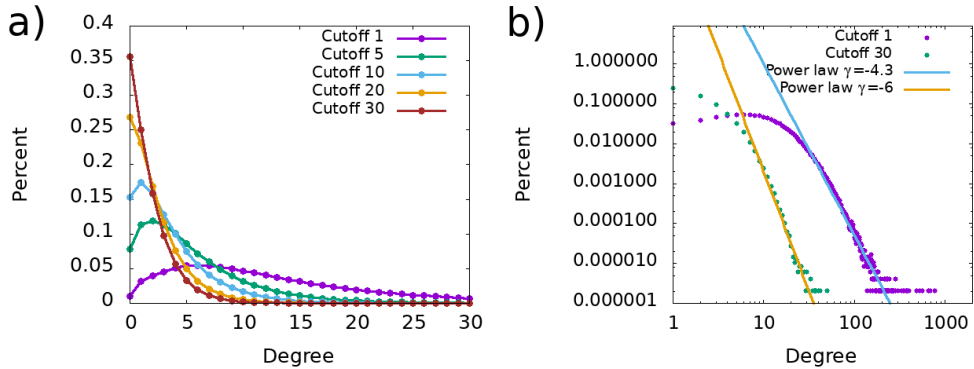 a)
0.4
0.35
0.3
0.25
0.2
0.15
0.1
0.05
0
Percent
0
5
10
15
20
25
30
Degree
Cutoff 1
Cutoff 5
Cutoff 10
Cutoff 20
Cutoff 30
b)
1.000000
0.100000
0.010000
0.001000
0.000100
0.000010
0.000001
Percent
1
10
100
1000
Degree
Cutoff 1
Cutoff 30
Power law γ=-4.3
Power law γ=-6